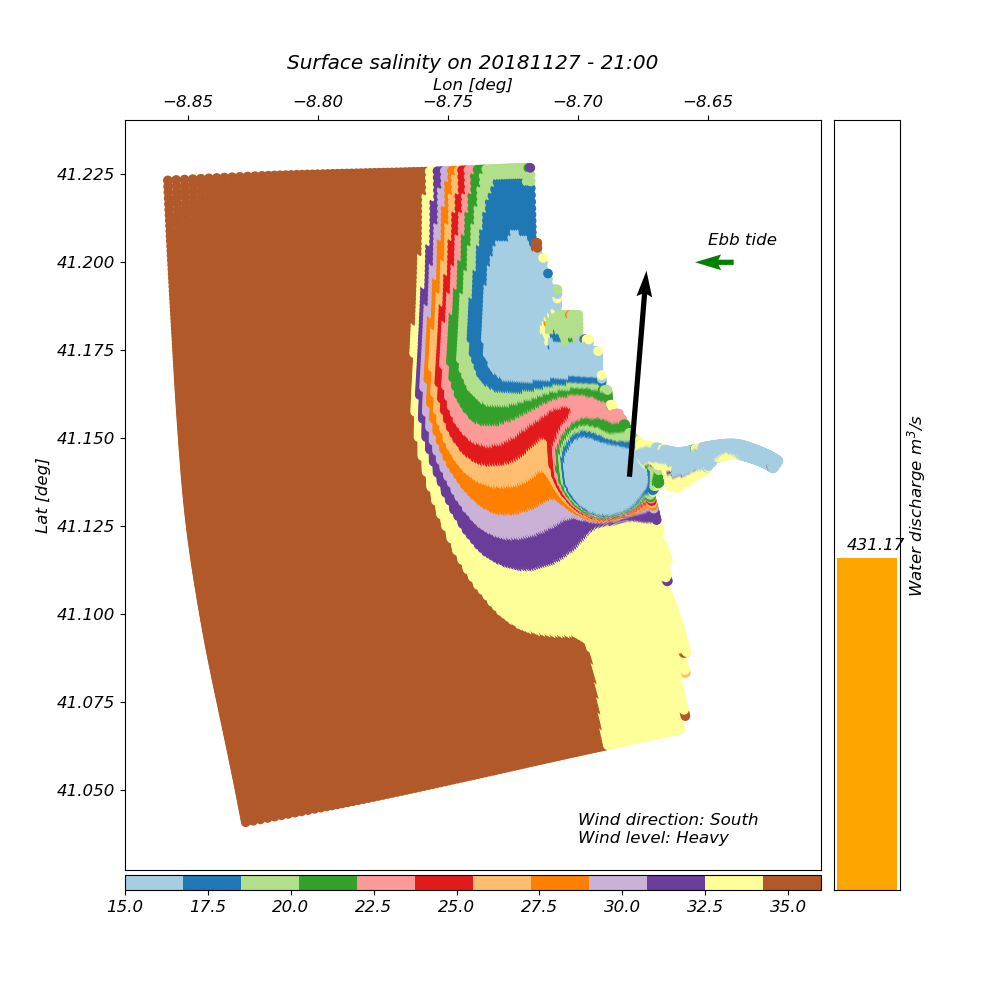 Surface salinity on 20181127 - 21:00
Lon [deg]
−8.85 −8.80 −8.75 −8.70 −8.65
41.225
41.200
41.175
41.150
41.125
41.100
41.075
41.050
Lat [deg]
Ebb tide
Wind direction: South
Wind level: Heavy
15.0 17.5 20.0 22.5 25.0 27.5 30.0 32.5 35.0
431.17
Water discharge m³/s